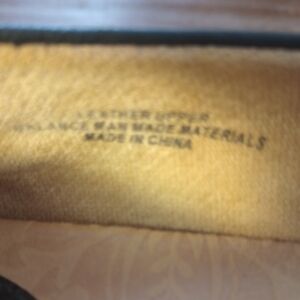 LEATHER UPPER
BALANCE MAN MADE MATERIALS
MADE IN CHINA